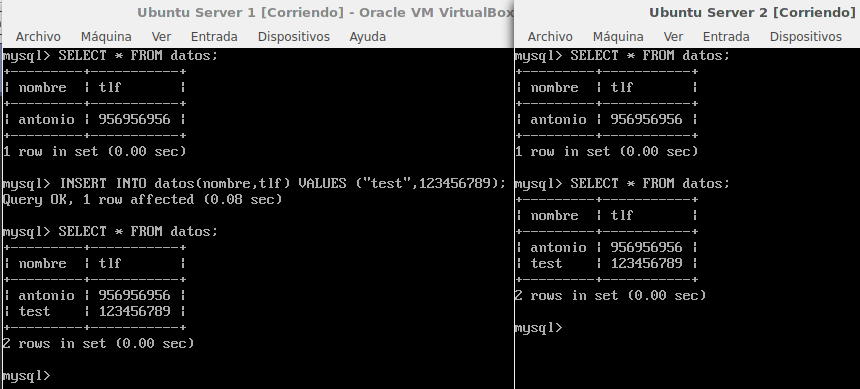 Ubuntu Server 1 [Corriendo] - Oracle VM VirtualBox
Archivo Máquina Ver Entrada Dispositivos Ayuda
mysql> SELECT * FROM datos;
+---------+-----------+
| nombre  | tlf       |
+---------+-----------+
| antonio | 956956956 |
+---------+-----------+
1 row in set (0.00 sec)
mysql> INSERT INTO datos(nombre,tlf) VALUES ("test",123456789);
Query OK, 1 row affected (0.08 sec)
mysql> SELECT * FROM datos;
+---------+-----------+
| nombre  | tlf       |
+---------+-----------+
| antonio | 956956956 |
| test    | 123456789 |
+---------+-----------+
2 rows in set (0.00 sec)
mysql>
Ubuntu Server 2 [Corriendo]
Archivo Máquina Ver Entrada Dispositivos
mysql> SELECT * FROM datos;
+---------+-----------+
| nombre  | tlf       |
+---------+-----------+
| antonio | 956956956 |
+---------+-----------+
1 row in set (0.00 sec)
mysql> SELECT * FROM datos;
+---------+-----------+
| nombre  | tlf       |
+---------+-----------+
| antonio | 956956956 |
| test    | 123456789 |
+---------+-----------+
2 rows in set (0.00 sec)
mysql>